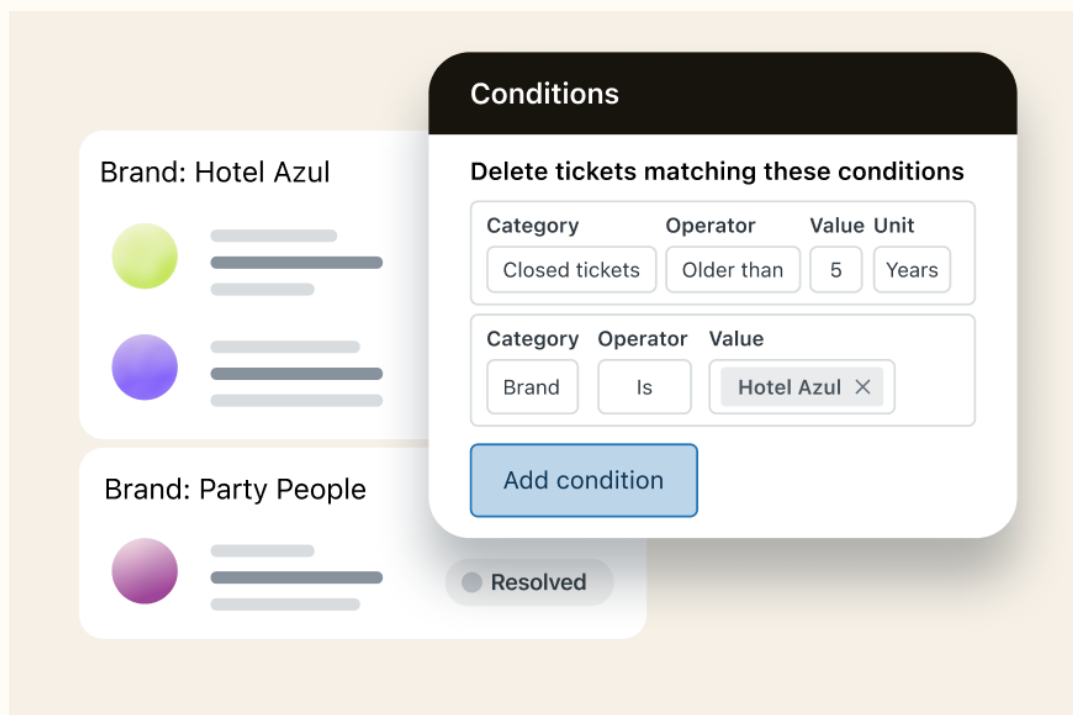 Conditions
Brand: Hotel Azul
Delete tickets matching these conditions
Category Operator Value Unit
Closed tickets Older than 5 Years
Category Operator Value
Brand Is Hotel Azul
Add condition
Brand: Party People
Resolved